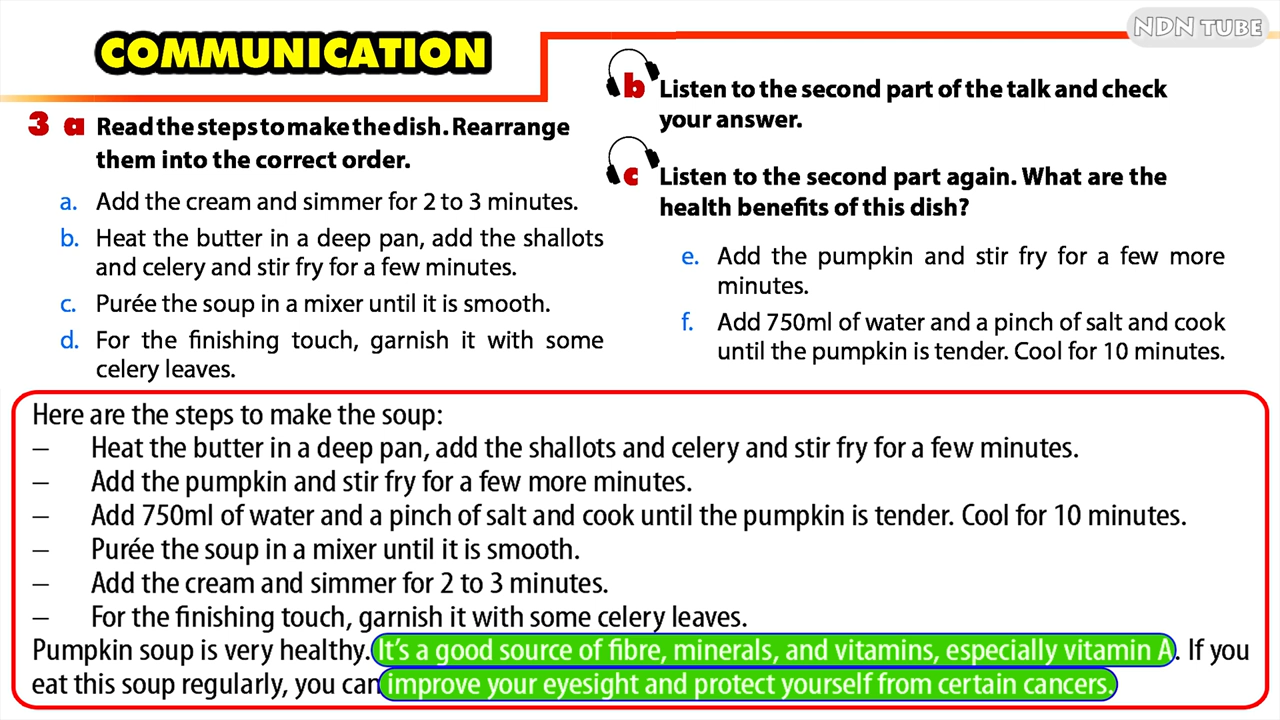 NDN TUBE
COMMUNICATION
3 a Read the steps to make the dish. Rearrange
them into the correct order.
a. Add the cream and simmer for 2 to 3 minutes.
b. Heat the butter in a deep pan, add the shallots
and celery and stir fry for a few minutes.
c. Purée the soup in a mixer until it is smooth.
d. For the finishing touch, garnish it with some
celery leaves.
b Listen to the second part of the talk and check
your answer.
c Listen to the second part again. What are the
health benefits of this dish?
e. Add the pumpkin and stir fry for a few more
minutes.
f. Add 750ml of water and a pinch of salt and cook
until the pumpkin is tender. Cool for 10 minutes.
Here are the steps to make the soup:
– Heat the butter in a deep pan, add the shallots and celery and stir fry for a few minutes.
– Add the pumpkin and stir fry for a few more minutes.
– Add 750ml of water and a pinch of salt and cook until the pumpkin is tender. Cool for 10 minutes.
– Purée the soup in a mixer until it is smooth.
– Add the cream and simmer for 2 to 3 minutes.
– For the finishing touch, garnish it with some celery leaves.
Pumpkin soup is very healthy. It's a good source of fibre, minerals, and vitamins, especially vitamin A. If you
eat this soup regularly, you can improve your eyesight and protect yourself from certain cancers.